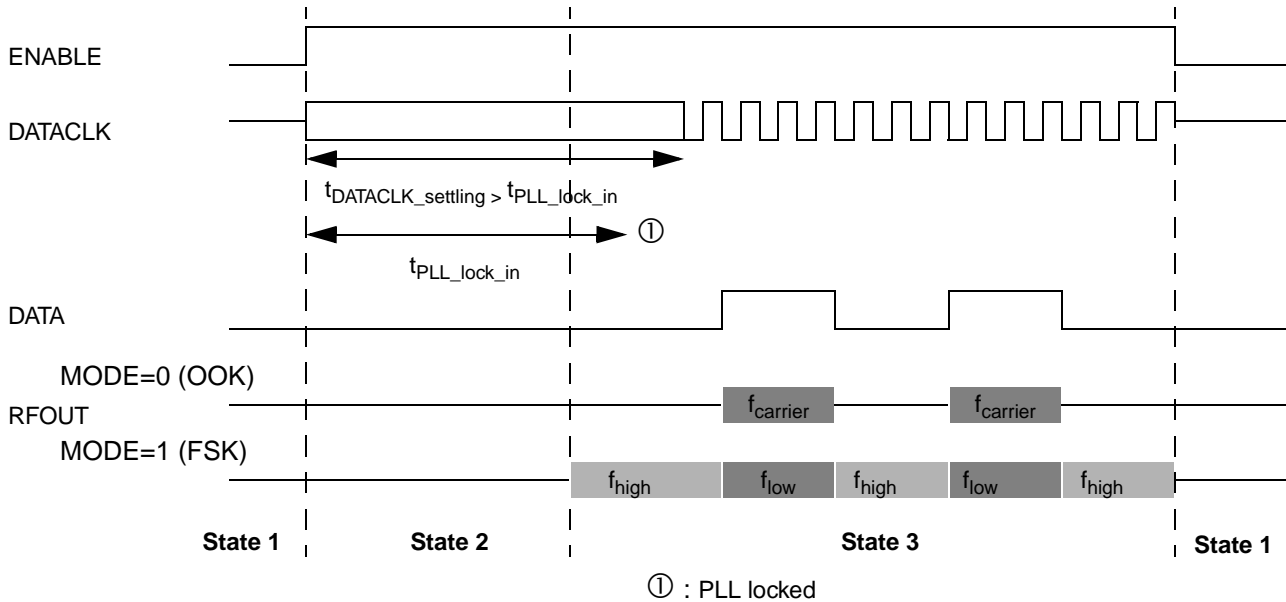 ENABLE
DATACLK
tDATACLK_settling > tPLL_lock_in
①
tPLL_lock_in
DATA
MODE=0 (OOK)
fcarrier fcarrier
RFOUT
MODE=1 (FSK)
fhigh flow fhigh flow fhigh
State 1 State 2 State 3 State 1
① : PLL locked